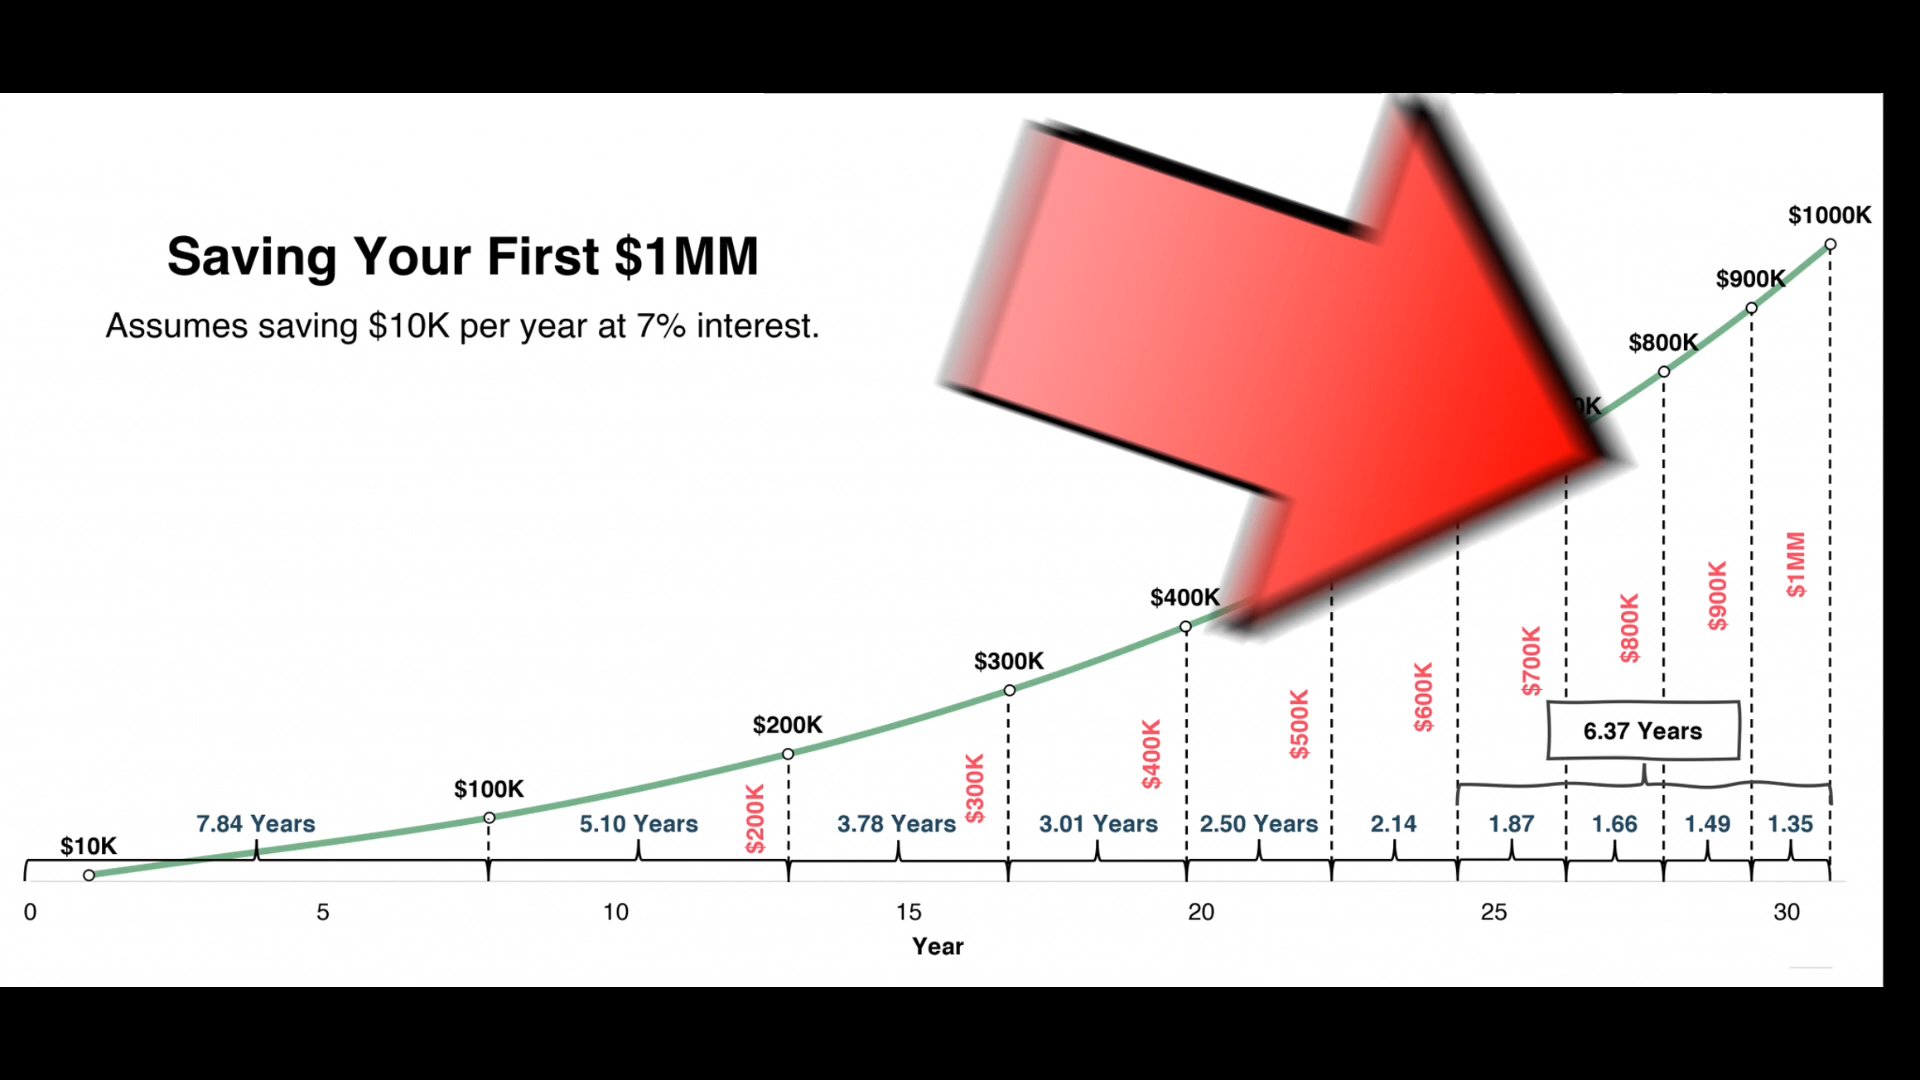 Saving Your First $1MM
Assumes saving $10K per year at 7% interest.
$10K
$100K
$200K
$300K
$400K
0K
$800K
$900K
$1000K
$200K
$300K
$400K
$500K
$600K
$700K
$800K
$900K
$1MM
6.37 Years
7.84 Years
5.10 Years
3.78 Years
3.01 Years
2.50 Years
2.14
1.87
1.66
1.49
1.35
0
5
10
15
20
25
30
Year